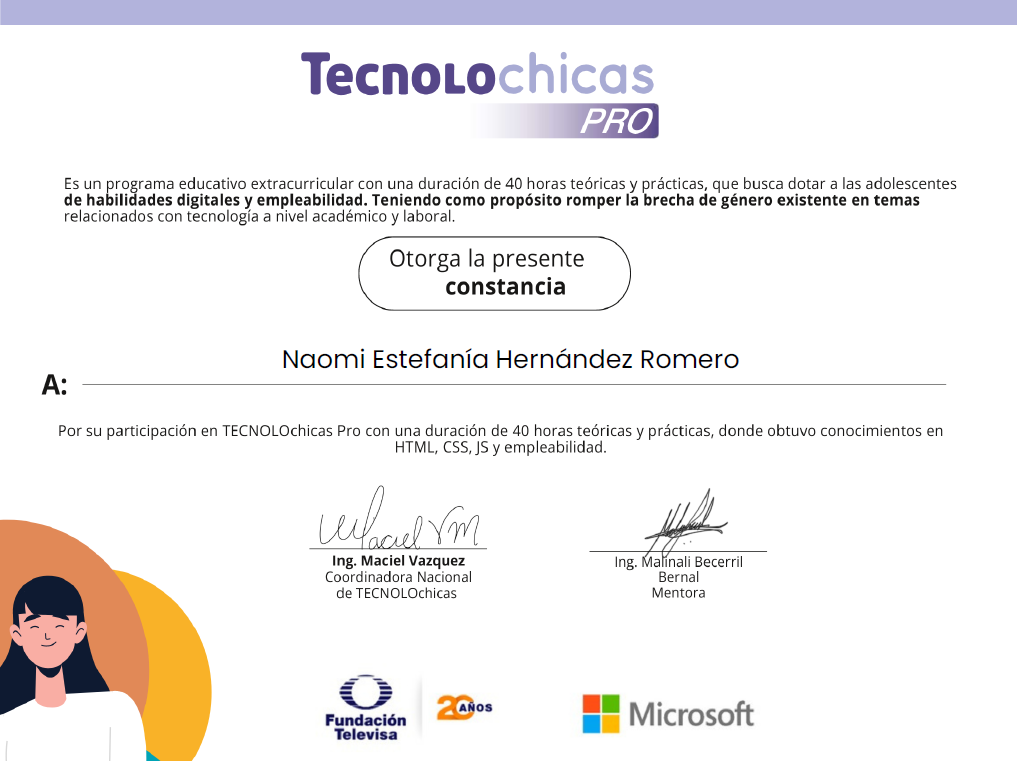 TECNOLOchicas
PRO
Es un programa educativo extracurricular con una duración de 40 horas teóricas y prácticas, que busca dotar a las adolescentes
de habilidades digitales y empleabilidad. Teniendo como propósito romper la brecha de género existente en temas
relacionados con tecnología a nivel académico y laboral.
Otorga la presente
constancia
Naomi Estefanía Hernández Romero
A:
Por su participación en TECNOLOchicas Pro con una duración de 40 horas teóricas y prácticas, donde obtuvo conocimientos en
HTML, CSS, JS y empleabilidad.
Maciel VM
Ing. Maciel Vazquez
Coordinadora Nacional
de TECNOLOchicas
Ing. Malinali Becerril
Bernal
Mentora
Fundación
Televisa
20 AÑOS
Microsoft